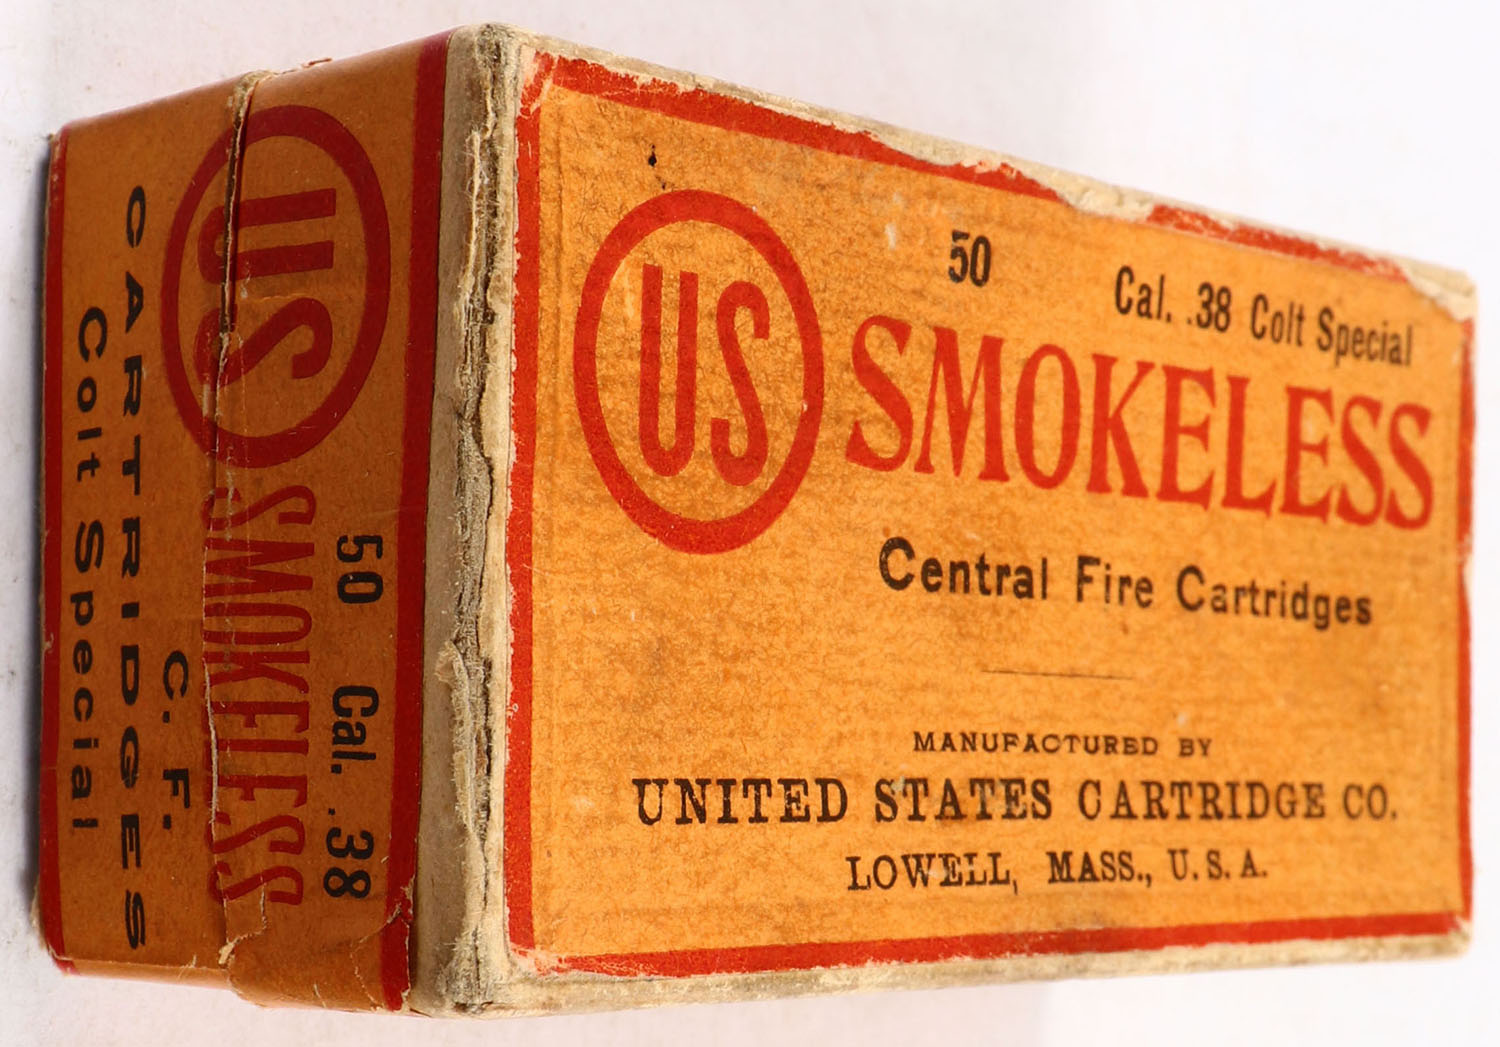 50 Cal. .38 Colt Special
US SMOKELESS
Central Fire Cartridges
MANUFACTURED BY
UNITED STATES CARTRIDGE CO.
LOWELL, MASS., U.S.A.
50 Cal. .38
US SMOKELESS
C. F.
CARTRIDGES
Colt Special